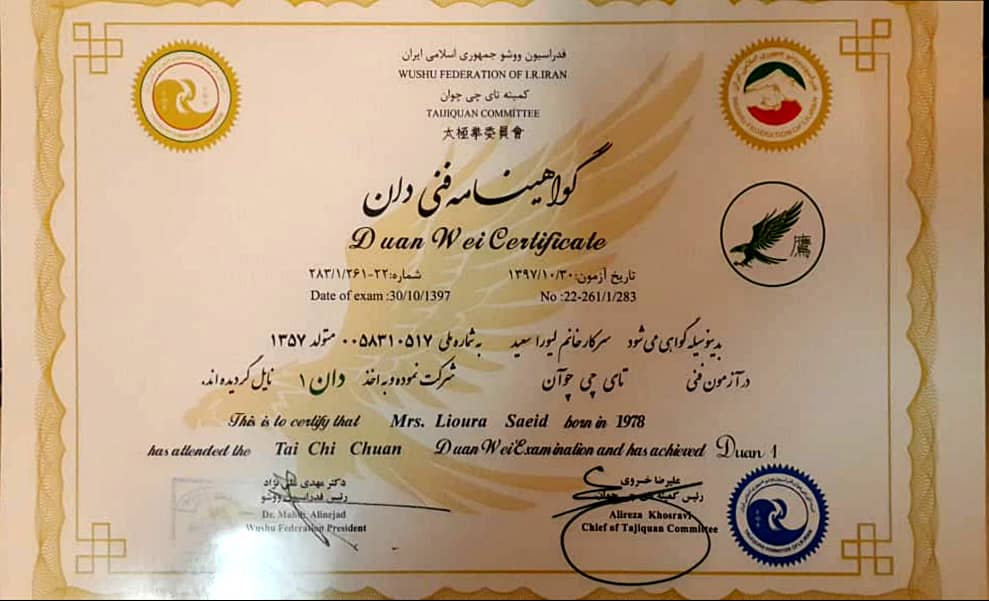 فدراسیون ووشو جمهوری اسلامی ایران
WUSHU FEDERATION OF I.R.IRAN
کمیته تای چی چوان
TAIJIQUAN COMMITTEE
太極拳委員會
گواهینامه فنی دان
Duan Wei Certificate
鷹
تاریخ آزمون: ۱۳۹۷/۱۰/۳۰ شماره: ۲۲-۲۸۳/۱/۲۶۱
Date of exam :30/10/1397 No :22-261/1/283
بدینوسیله گواهی می شود سرکار خانم لیورا سعید به شماره ملی ۰۰۵۸۳۱۰۵۱۷ متولد ۱۳۵۷
در آزمون فنی تای چی چوآن شرکت نموده و به اخذ دان ۱ نایل گردیده اند.
This is to certify that Mrs. Lioura Saeid born in 1978
has attended the Tai Chi Chuan Duan Wei Examination and has achieved Duan 1
علیرضا خسروی
رئیس کمیته تای چی چوان
Alireza Khosravi
Chief of Tajiquan Committee
دکتر مهدی علی نژاد
رئیس فدراسیون ووشو
Dr. Mahdi Alinejad
Wushu Federation President